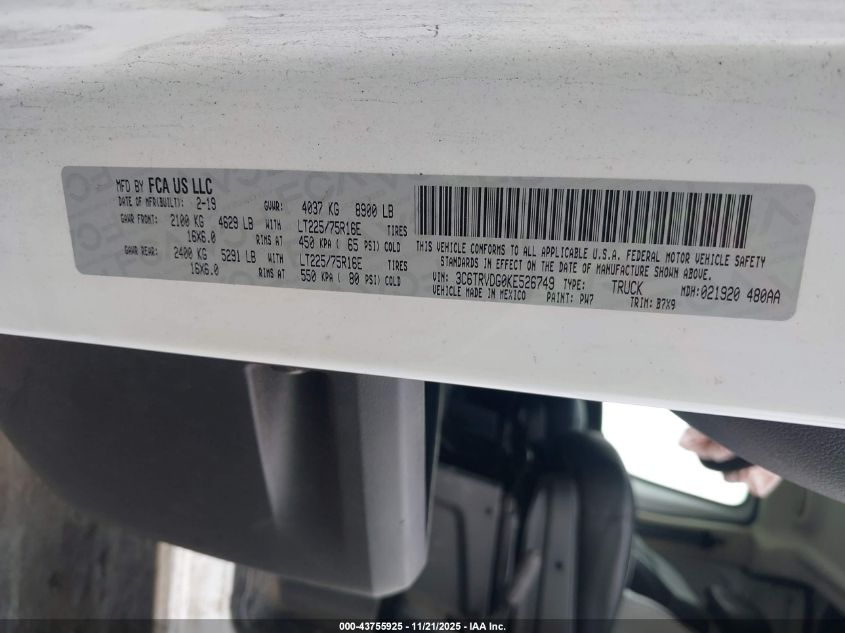 MFD BY FCA US LLC
DATE OF MFR(BUILT): 2-19 GVWR: 4037 KG 8900 LB
GAWR FRONT: 2100 KG 4629 LB WITH LT225/75R16E TIRES
16X6.0 RIMS AT 450 KPA ( 65 PSI) COLD
GAWR REAR: 2400 KG 5291 LB WITH LT225/75R16E TIRES
16X6.0 RIMS AT 550 KPA ( 80 PSI) COLD
THIS VEHICLE CONFORMS TO ALL APPLICABLE U.S.A. FEDERAL MOTOR VEHICLE SAFETY
STANDARDS IN EFFECT ON THE DATE OF MANUFACTURE SHOWN ABOVE.
VIN: 3C6TRVDG0KE526749 TYPE: TRUCK MDH:021920 480AA
VEHICLE MADE IN MEXICO PAINT: PW7 TRIM: B7X9
000-43755925 - 11/21/2025 - IAA Inc.